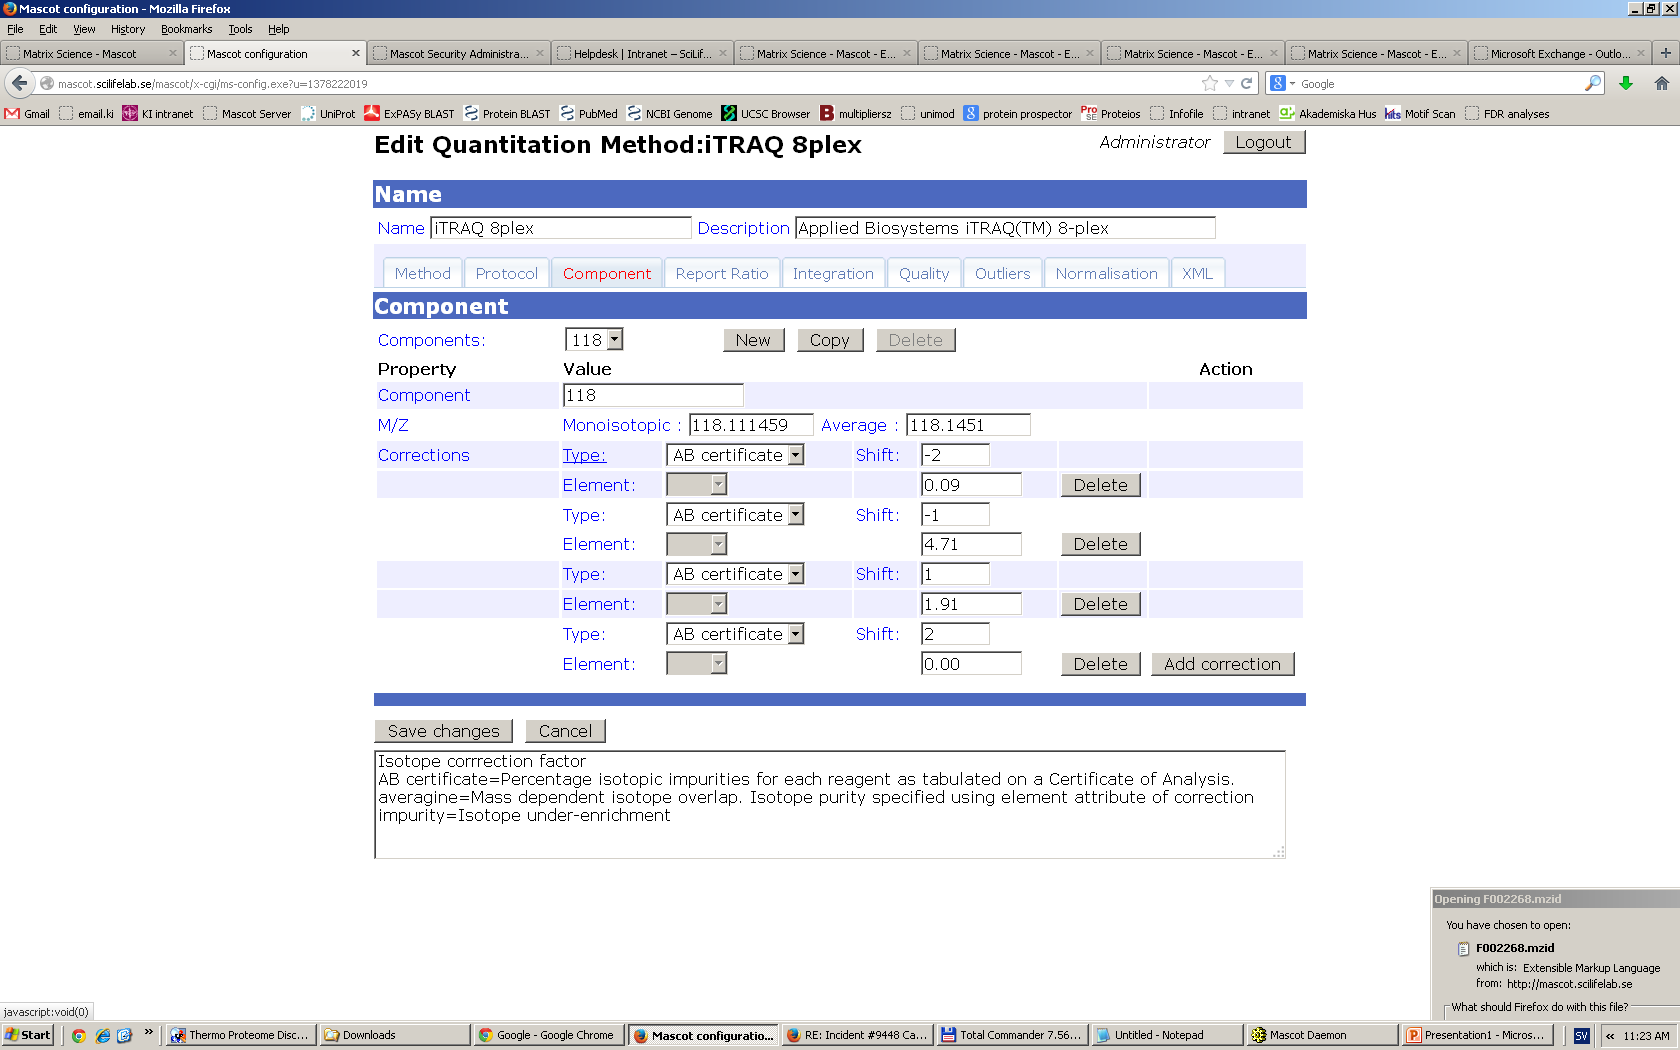 Mascot configuration - Mozilla Firefox
File Edit View History Bookmarks Tools Help
Matrix Science - Mascot
Mascot configuration
Mascot Security Administra...
Helpdesk | Intranet – SciLif...
Matrix Science - Mascot - E...
Matrix Science - Mascot - E...
Matrix Science - Mascot - E...
Matrix Science - Mascot - E...
Microsoft Exchange - Outlo...
mascot.scilifelab.se/mascot/x-cgi/ms-config.exe?u=1378222019
Google
Gmail email.ki KI intranet Mascot Server UniProt ExPASy BLAST Protein BLAST PubMed NCBI Genome UCSC Browser multipliersz unimod protein prospector Proteios Infofile intranet Akademiska Hus Motif Scan FDR analyses
Edit Quantitation Method:iTRAQ 8plex
Administrator Logout
Name
Name iTRAQ 8plex Description Applied Biosystems iTRAQ(TM) 8-plex
Method Protocol Component Report Ratio Integration Quality Outliers Normalisation XML
Component
Components: 118 New Copy Delete
Property Value Action
Component 118
M/Z Monoisotopic : 118.111459 Average : 118.1451
Corrections Type: AB certificate Shift: -2
Element: 0.09 Delete
Type: AB certificate Shift: -1
Element: 4.71 Delete
Type: AB certificate Shift: 1
Element: 1.91 Delete
Type: AB certificate Shift: 2
Element: 0.00 Delete Add correction
Save changes Cancel
Isotope corrrection factor
AB certificate=Percentage isotopic impurities for each reagent as tabulated on a Certificate of Analysis.
averagine=Mass dependent isotope overlap. Isotope purity specified using element attribute of correction
impurity=Isotope under-enrichment
Opening F002268.mzid
You have chosen to open:
F002268.mzid
which is: Extensible Markup Language
from: http://mascot.scilifelab.se
What should Firefox do with this file?
javascript:void(0)
Start » Thermo Proteome Disc... Downloads Google - Google Chrome Mascot configuratio... RE: Incident #9448 Ca... Total Commander 7.56... Untitled - Notepad Mascot Daemon Presentation1 - Micros... SV « 11:23 AM